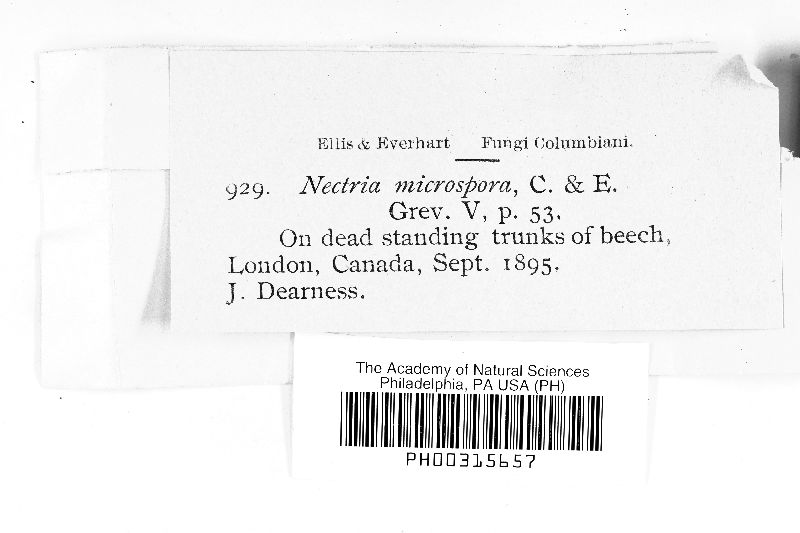 Ellis & Everhart Fungi Columbiani.
929. Nectria microspora, C. & E.
Grev. V, p. 53.
On dead standing trunks of beech,
London, Canada, Sept. 1895.
J. Dearness.
The Academy of Natural Sciences
Philadelphia, PA USA (PH)
PH00315657